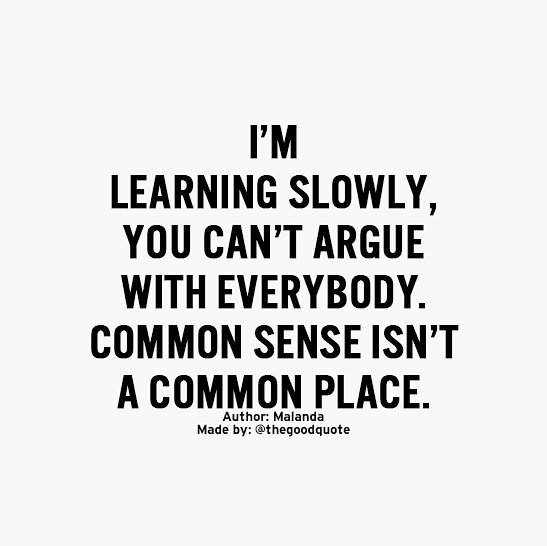 I'M
LEARNING SLOWLY,
YOU CAN'T ARGUE
WITH EVERYBODY.
COMMON SENSE ISN'T
A COMMON PLACE.
Author: Malanda
Made by: @thegoodquote